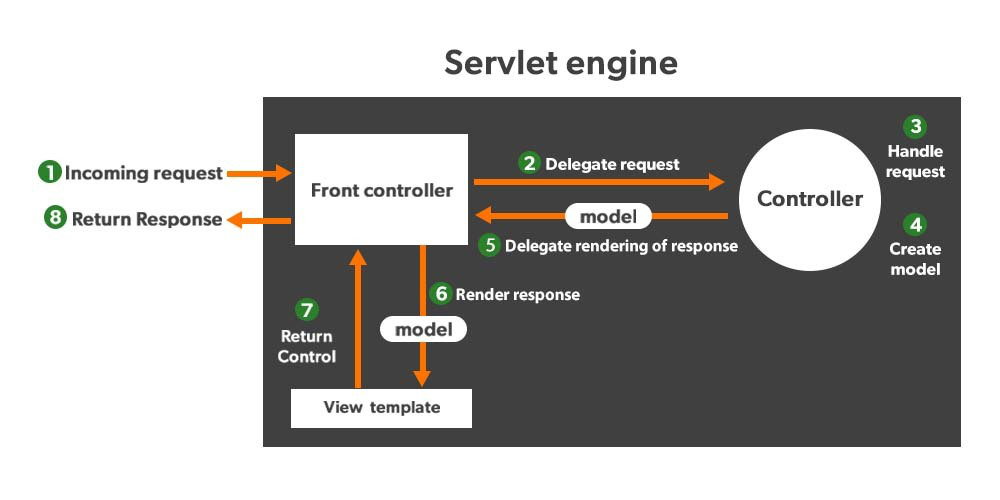 Servlet engine
1 Incoming request
8 Return Response
Front controller
2 Delegate request
model
5 Delegate rendering of response
Controller
3
Handle
request
4
Create
model
6 Render response
model
7
Return
Control
View template